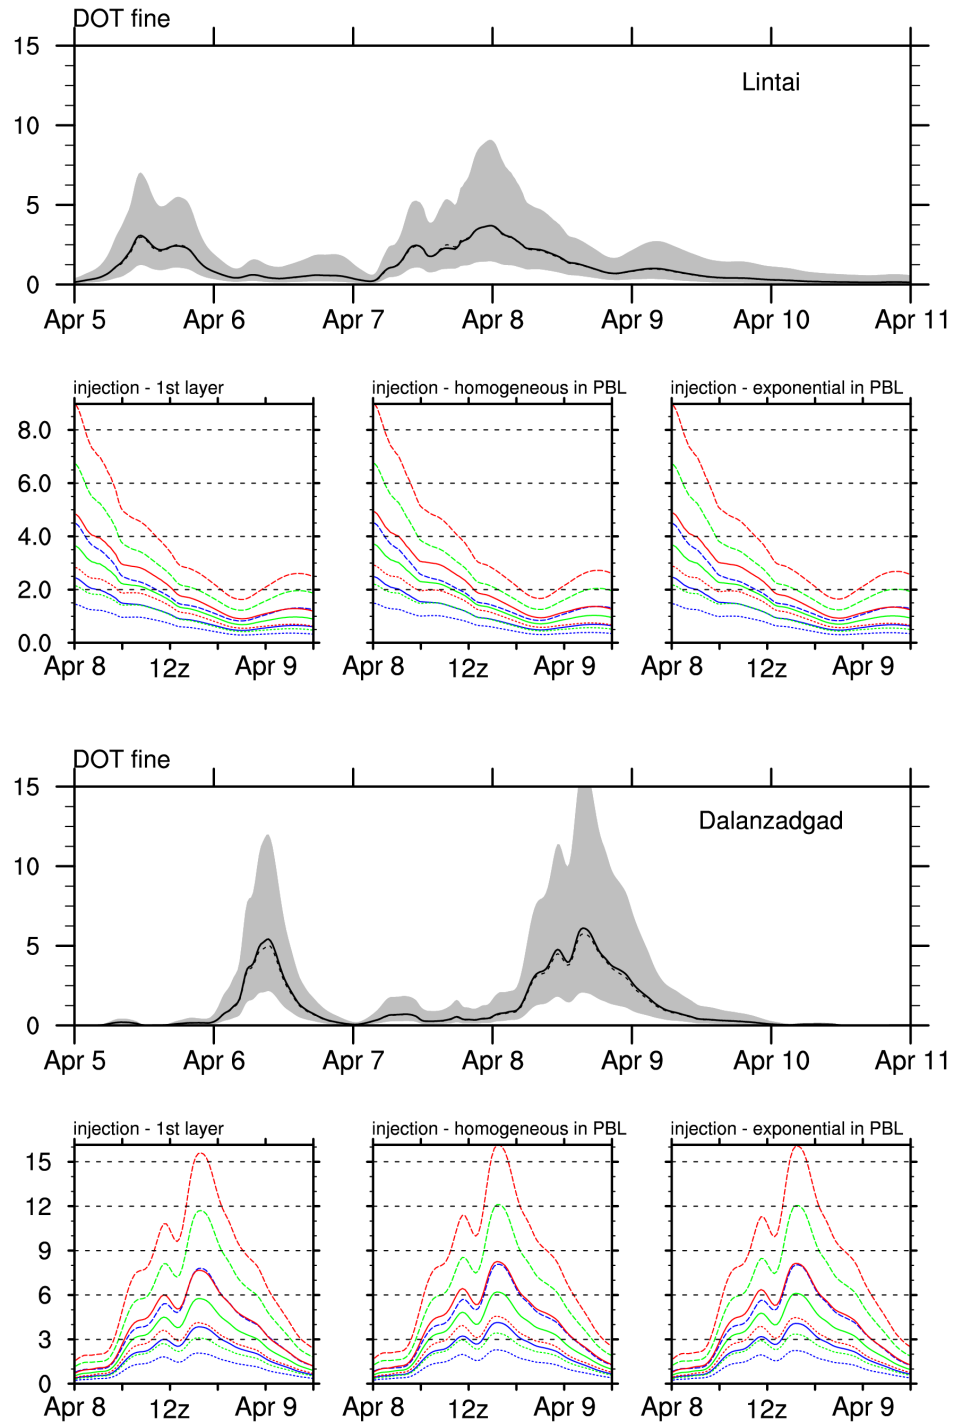 DOT fine
15
Lintai
10
5
0
Apr 5 Apr 6 Apr 7 Apr 8 Apr 9 Apr 10 Apr 11
injection - 1st layer injection - homogeneous in PBL injection - exponential in PBL
8.0
6.0
4.0
2.0
0.0
Apr 8 12z Apr 9 Apr 8 12z Apr 9 Apr 8 12z Apr 9
DOT fine
15
Dalanzadgad
10
5
0
Apr 5 Apr 6 Apr 7 Apr 8 Apr 9 Apr 10 Apr 11
injection - 1st layer injection - homogeneous in PBL injection - exponential in PBL
15
12
9
6
3
0
Apr 8 12z Apr 9 Apr 8 12z Apr 9 Apr 8 12z Apr 9